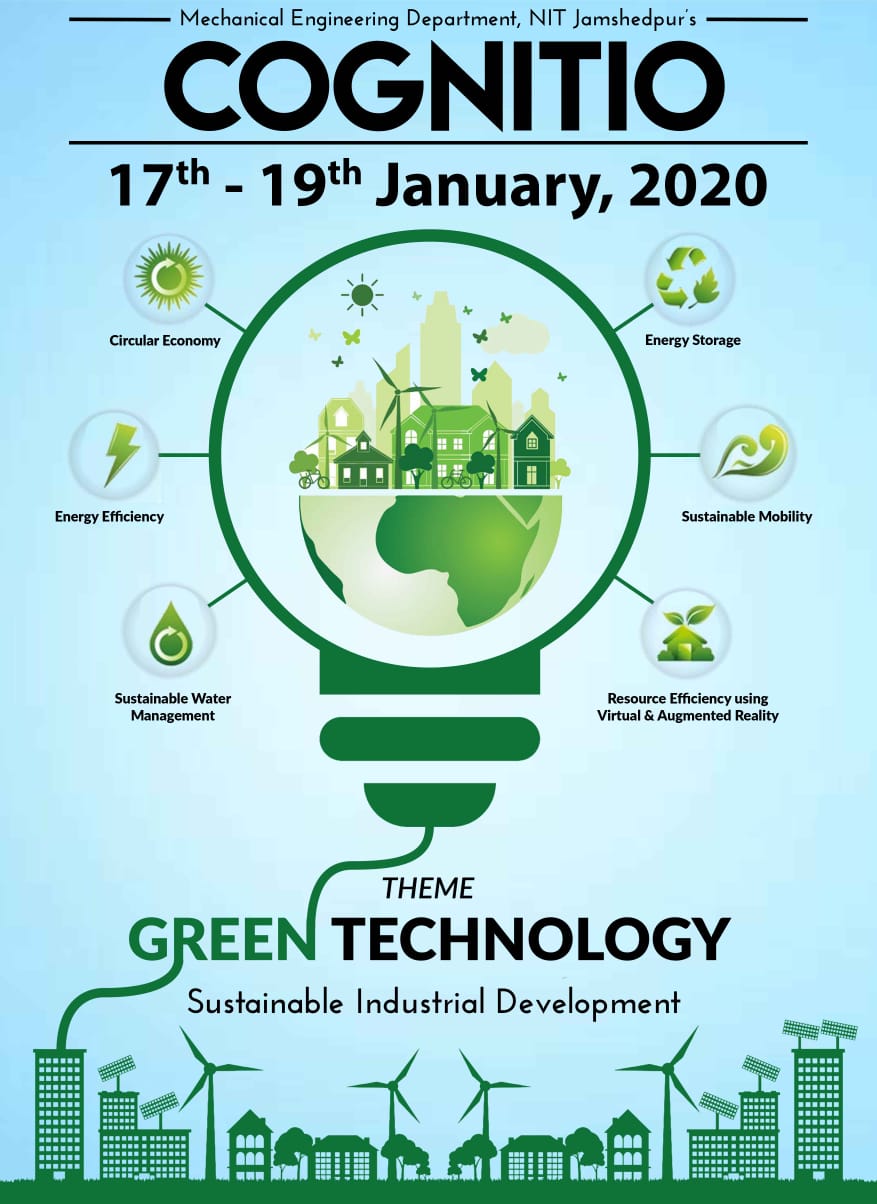 Mechanical Engineering Department, NIT Jamshedpur's
COGNITIO
17th - 19th January, 2020
Circular Economy
Energy Storage
Energy Efficiency
Sustainable Mobility
Sustainable Water
Management
Resource Efficiency using
Virtual & Augmented Reality
THEME
GREEN TECHNOLOGY
Sustainable Industrial Development